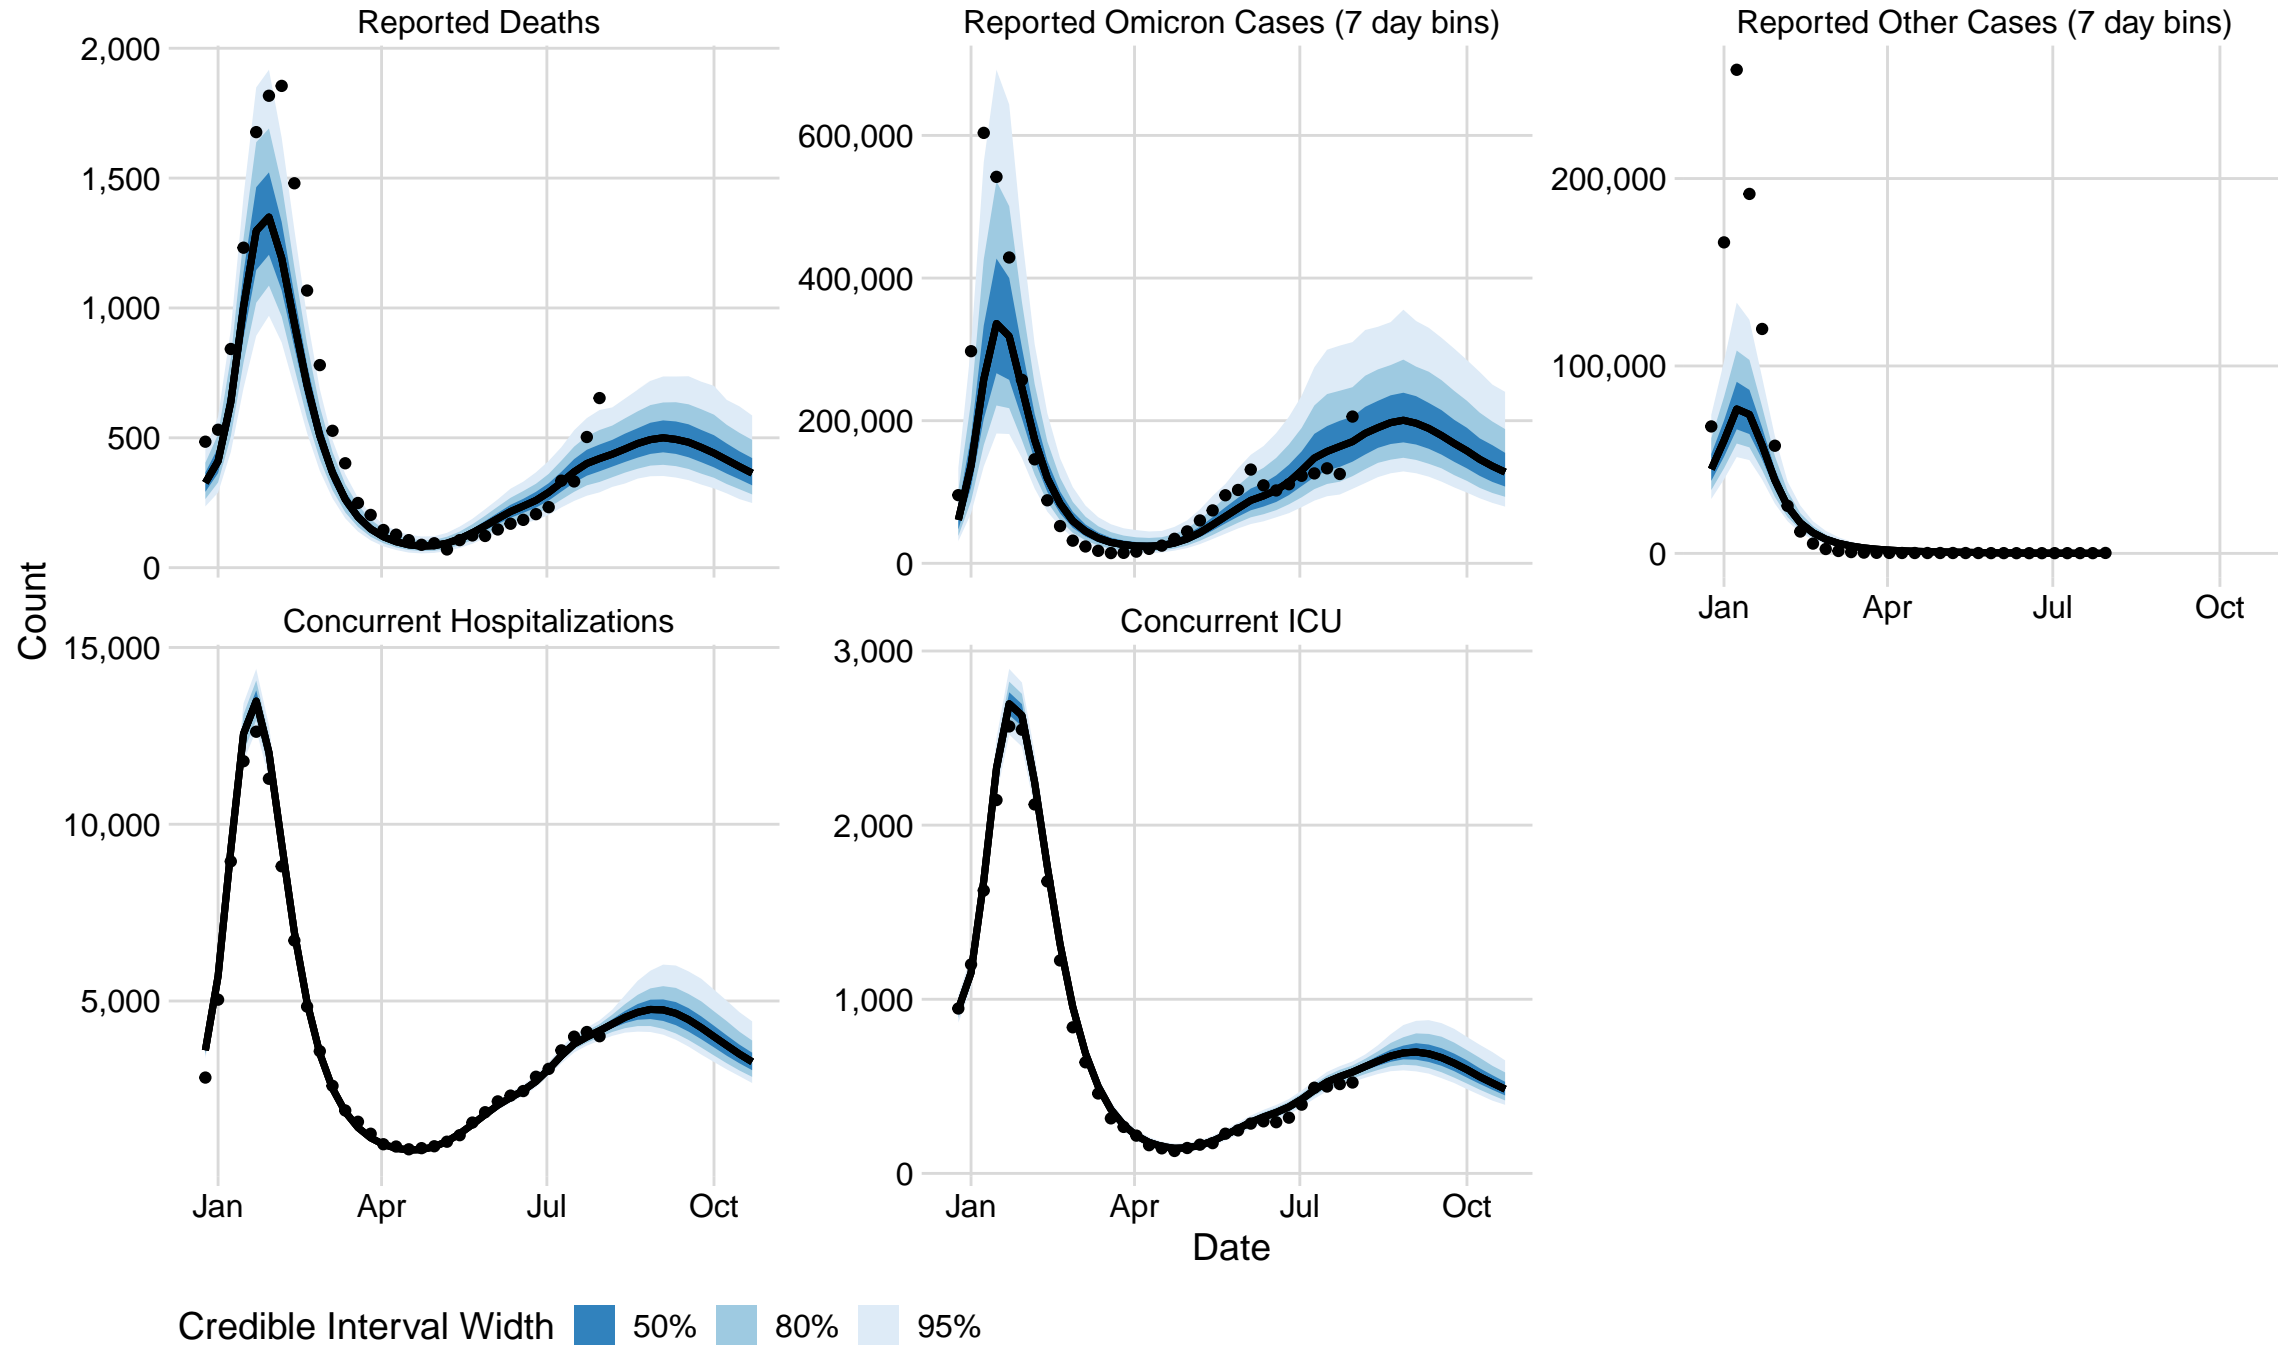 Reported Deaths
2,000
1,500
1,000
500
0
Reported Omicron Cases (7 day bins)
600,000
400,000
200,000
0
Reported Other Cases (7 day bins)
200,000
100,000
0
Jan Apr Jul Oct
Count
Concurrent Hospitalizations
15,000
10,000
5,000
Jan Apr Jul Oct
Concurrent ICU
3,000
2,000
1,000
0
Jan Apr Jul Oct
Date
Credible Interval Width 50% 80% 95%